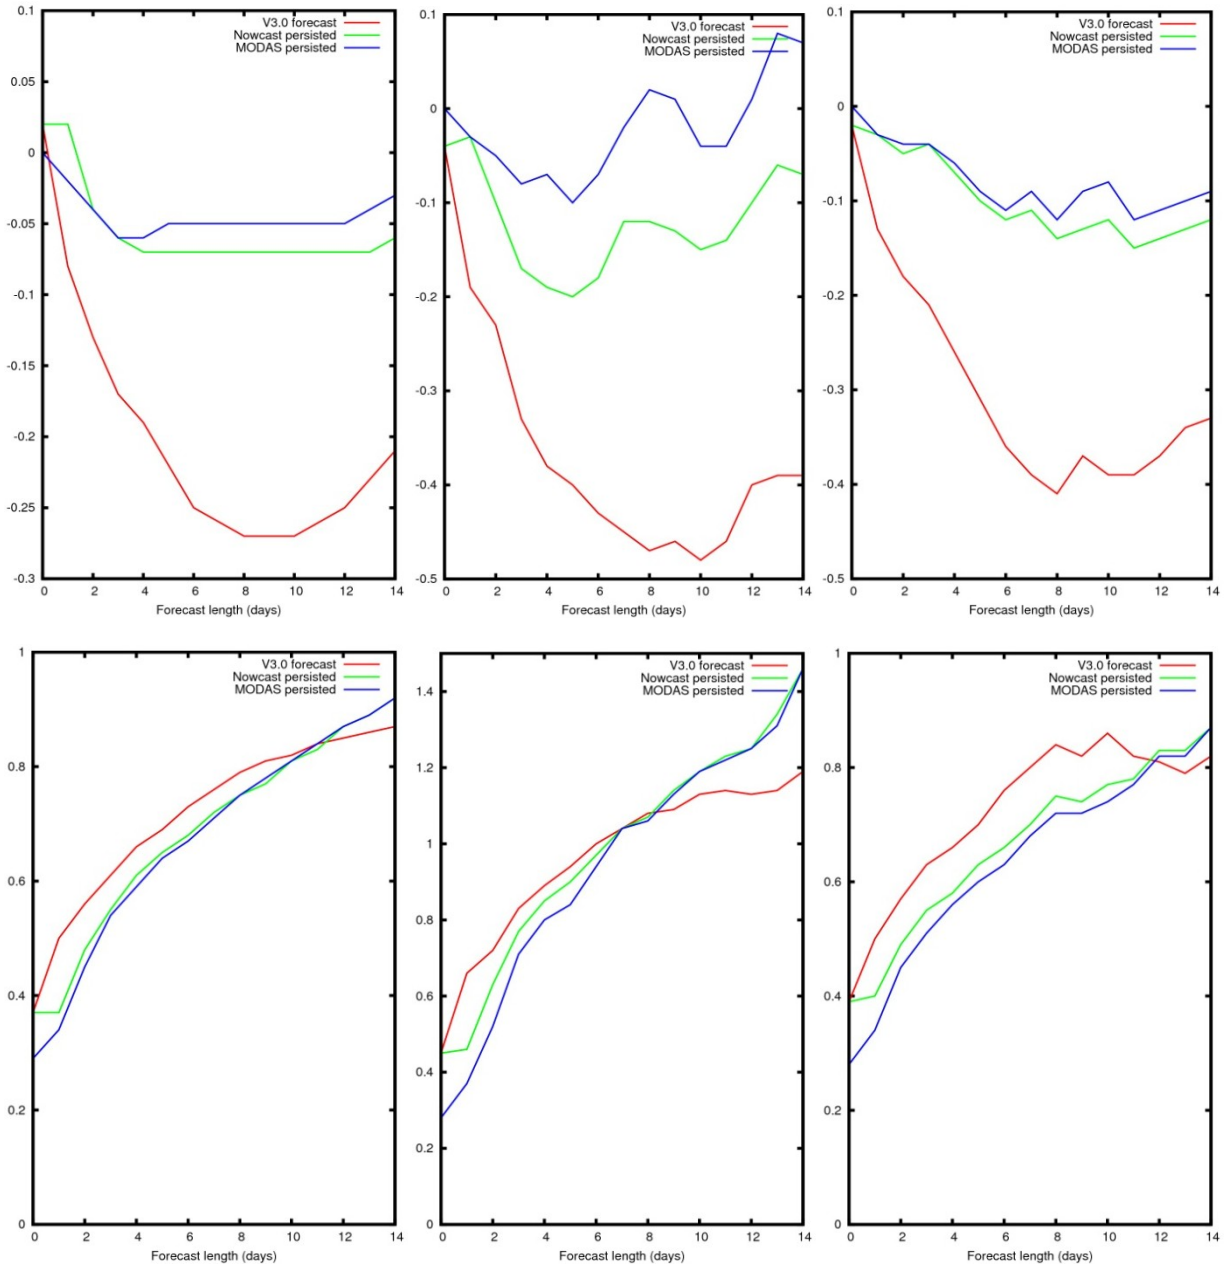 0.1
0.05
0
-0.05
-0.1
-0.15
-0.2
-0.25
-0.3
V3.0 forecast
Nowcast persisted
MODAS persisted
0 2 4 6 8 10 12 14
Forecast length (days)
0.1
0
-0.1
-0.2
-0.3
-0.4
-0.5
V3.0 forecast
Nowcast persisted
MODAS persisted
0 2 4 6 8 10 12 14
Forecast length (days)
0.1
0
-0.1
-0.2
-0.3
-0.4
-0.5
V3.0 forecast
Nowcast persisted
MODAS persisted
0 2 4 6 8 10 12 14
Forecast length (days)
1
0.8
0.6
0.4
0.2
0
V3.0 forecast
Nowcast persisted
MODAS persisted
0 2 4 6 8 10 12 14
Forecast length (days)
1.4
1.2
1
0.8
0.6
0.4
0.2
0
V3.0 forecast
Nowcast persisted
MODAS persisted
0 2 4 6 8 10 12 14
Forecast length (days)
1
0.8
0.6
0.4
0.2
0
V3.0 forecast
Nowcast persisted
MODAS persisted
0 2 4 6 8 10 12 14
Forecast length (days)